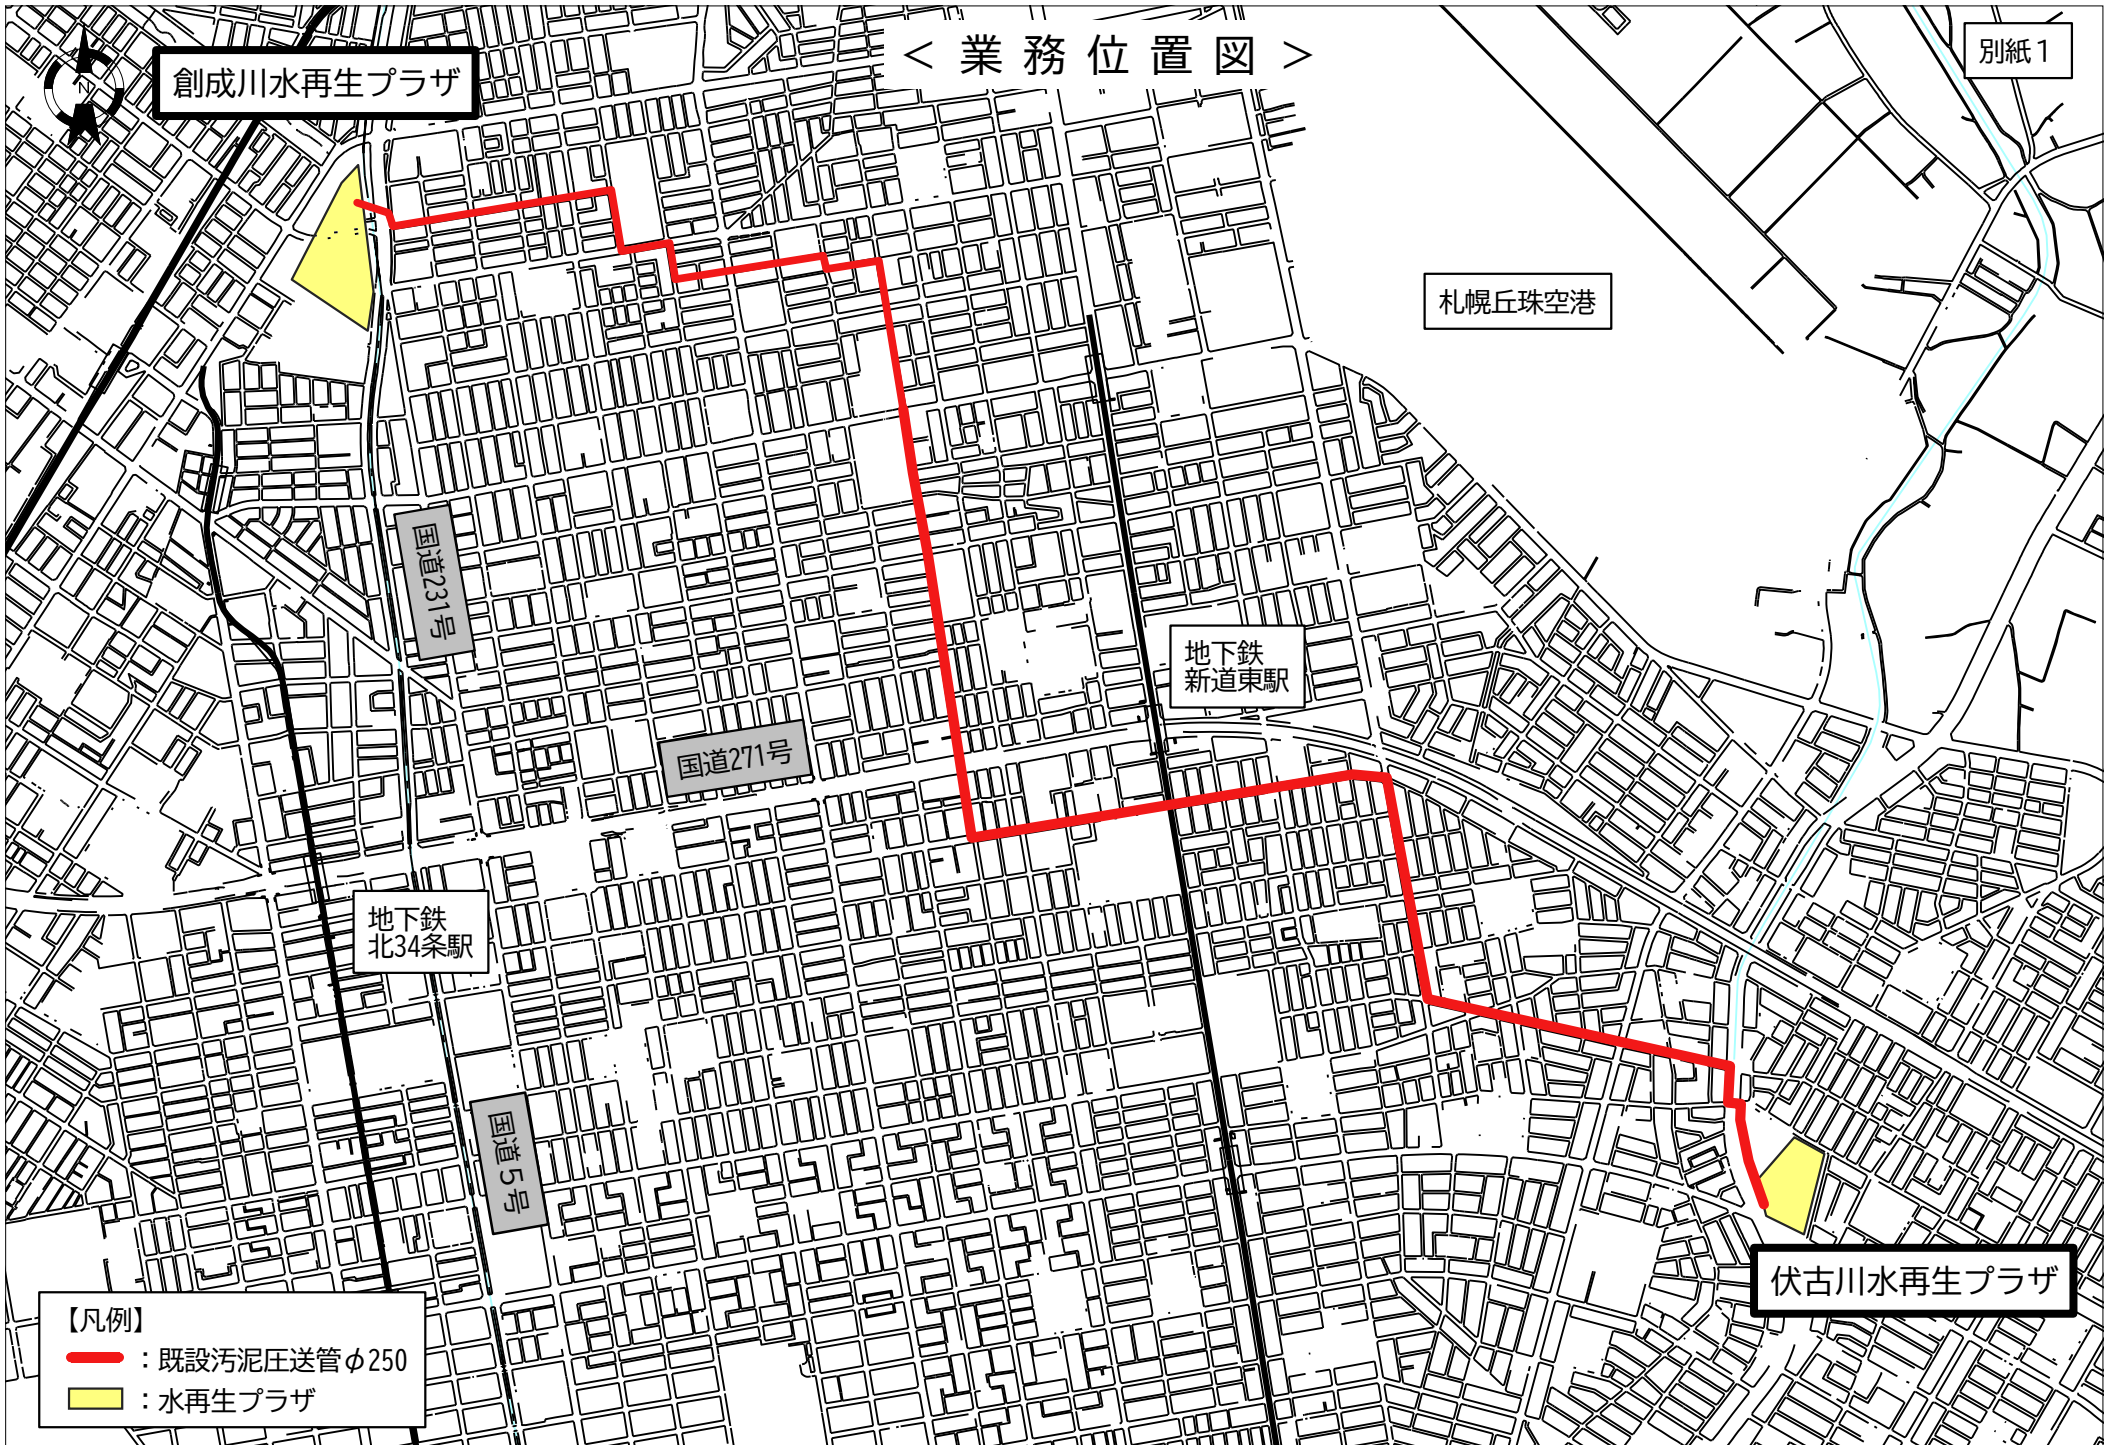 ＜業務位置図＞
別紙１
創成川水再生プラザ
N
札幌丘珠空港
国道231号
地下鉄
新道東駅
国道271号
地下鉄
北34条駅
国道５号
伏古川水再生プラザ
【凡例】
：既設汚泥圧送管φ250
：水再生プラザ